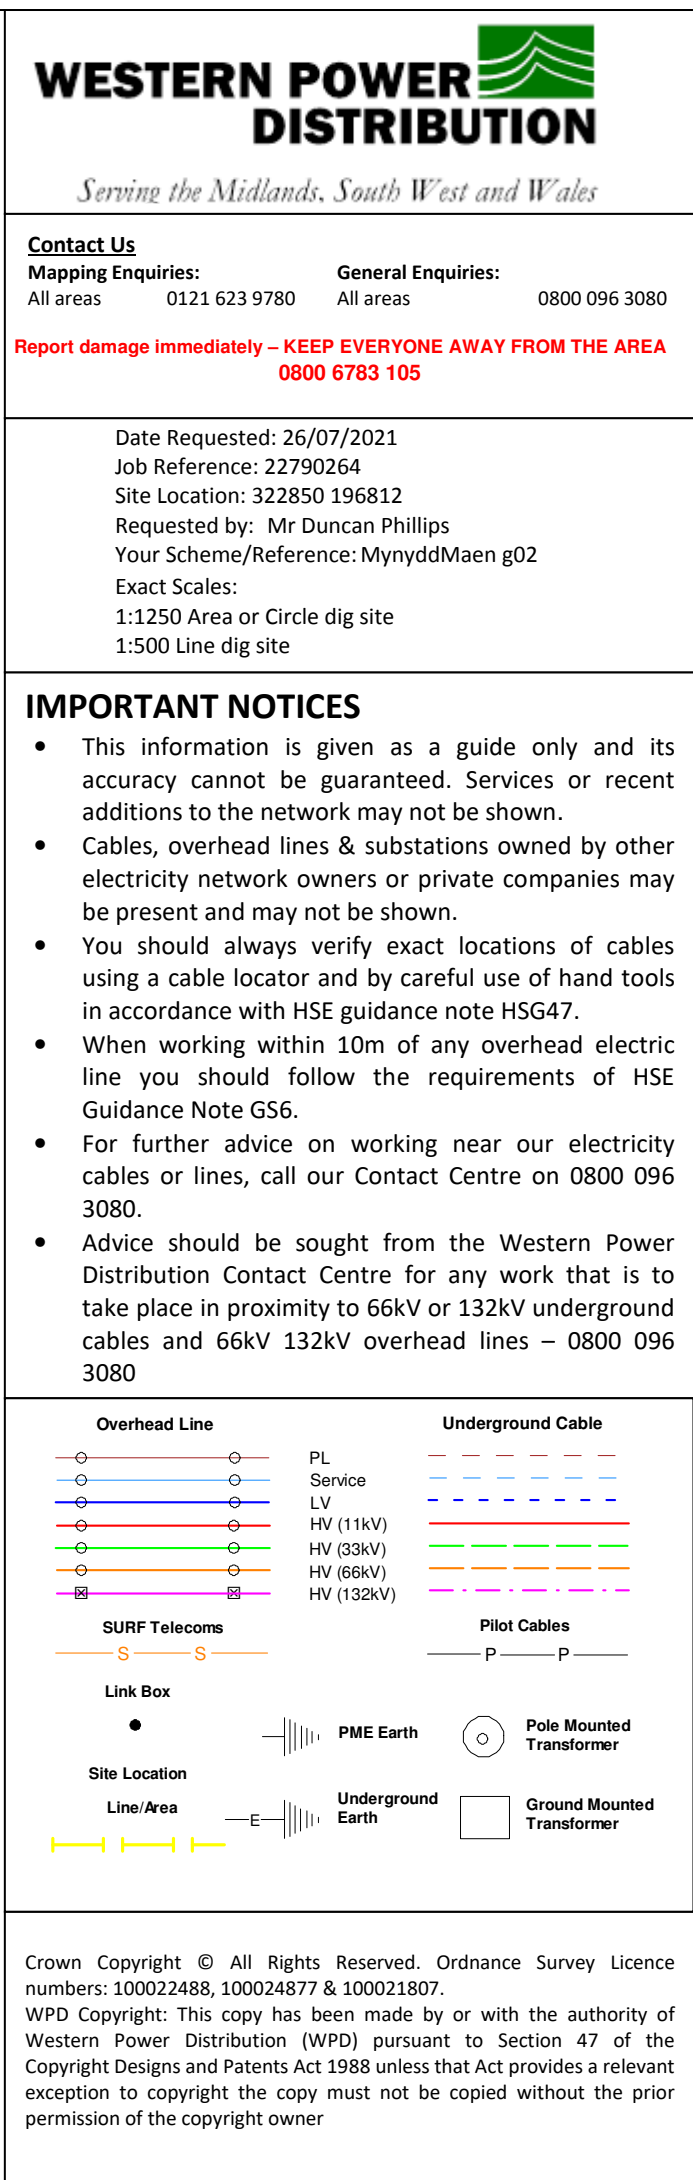 WESTERN POWER
DISTRIBUTION
Serving the Midlands, South West and Wales
Contact Us
Mapping Enquiries: General Enquiries:
All areas 0121 623 9780 All areas 0800 096 3080
Report damage immediately – KEEP EVERYONE AWAY FROM THE AREA
0800 6783 105
Date Requested: 26/07/2021
Job Reference: 22790264
Site Location: 322850 196812
Requested by: Mr Duncan Phillips
Your Scheme/Reference: MynyddMaen g02
Exact Scales:
1:1250 Area or Circle dig site
1:500 Line dig site
IMPORTANT NOTICES
• This information is given as a guide only and its
accuracy cannot be guaranteed. Services or recent
additions to the network may not be shown.
• Cables, overhead lines & substations owned by other
electricity network owners or private companies may
be present and may not be shown.
• You should always verify exact locations of cables
using a cable locator and by careful use of hand tools
in accordance with HSE guidance note HSG47.
• When working within 10m of any overhead electric
line you should follow the requirements of HSE
Guidance Note GS6.
• For further advice on working near our electricity
cables or lines, call our Contact Centre on 0800 096
3080.
• Advice should be sought from the Western Power
Distribution Contact Centre for any work that is to
take place in proximity to 66kV or 132kV underground
cables and 66kV 132kV overhead lines – 0800 096
3080
Overhead Line Underground Cable
PL
Service
LV
HV (11kV)
HV (33kV)
HV (66kV)
HV (132kV)
SURF Telecoms Pilot Cables
S S P P
Link Box
PME Earth Pole Mounted
Transformer
Site Location
Line/Area
E Underground
Earth
Ground Mounted
Transformer
Crown Copyright © All Rights Reserved. Ordnance Survey Licence
numbers: 100022488, 100024877 & 100021807.
WPD Copyright: This copy has been made by or with the authority of
Western Power Distribution (WPD) pursuant to Section 47 of the
Copyright Designs and Patents Act 1988 unless that Act provides a relevant
exception to copyright the copy must not be copied without the prior
permission of the copyright owner